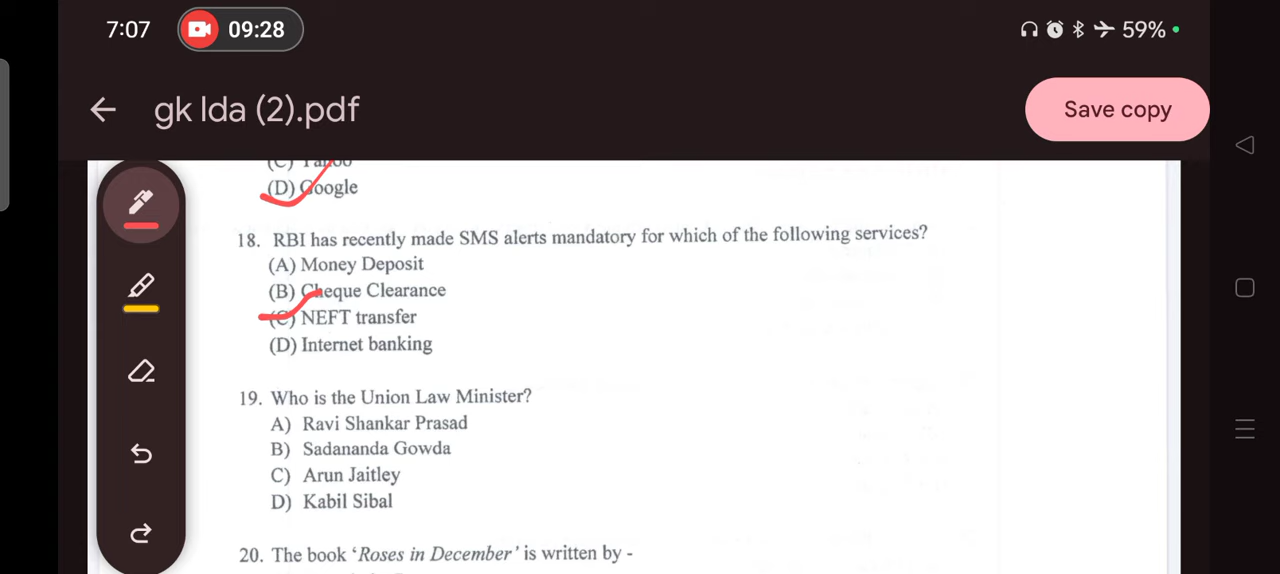 7:07 09:28 59%
gk lda (2).pdf Save copy
(C) Yahoo
(D) Google
18. RBI has recently made SMS alerts mandatory for which of the following services?
(A) Money Deposit
(B) Cheque Clearance
(C) NEFT transfer
(D) Internet banking
19. Who is the Union Law Minister?
A) Ravi Shankar Prasad
B) Sadananda Gowda
C) Arun Jaitley
D) Kabil Sibal
20. The book ‘Roses in December’ is written by -